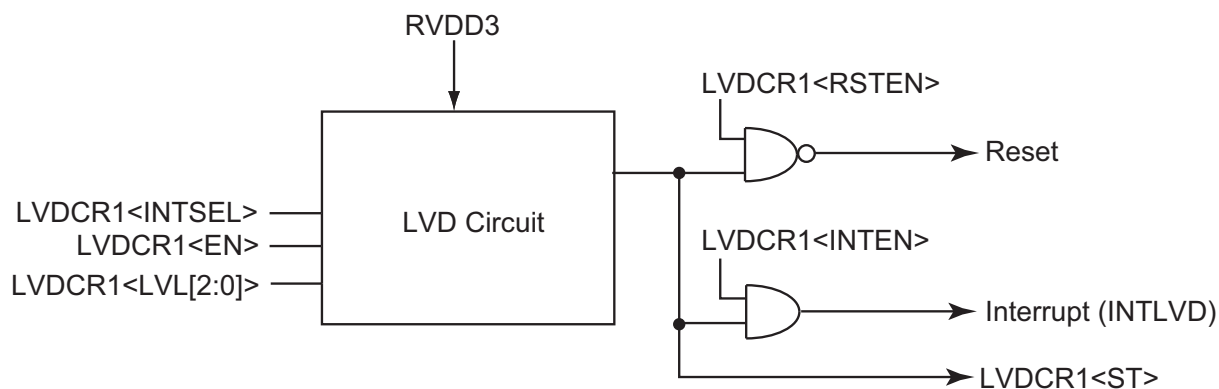 RVDD3
LVDCR1<RSTEN>
Reset
LVDCR1<INTSEL>
LVD Circuit
LVDCR1<EN>
LVDCR1<INTEN>
LVDCR1<LVL[2:0]>
Interrupt (INTLVD)
LVDCR1<ST>